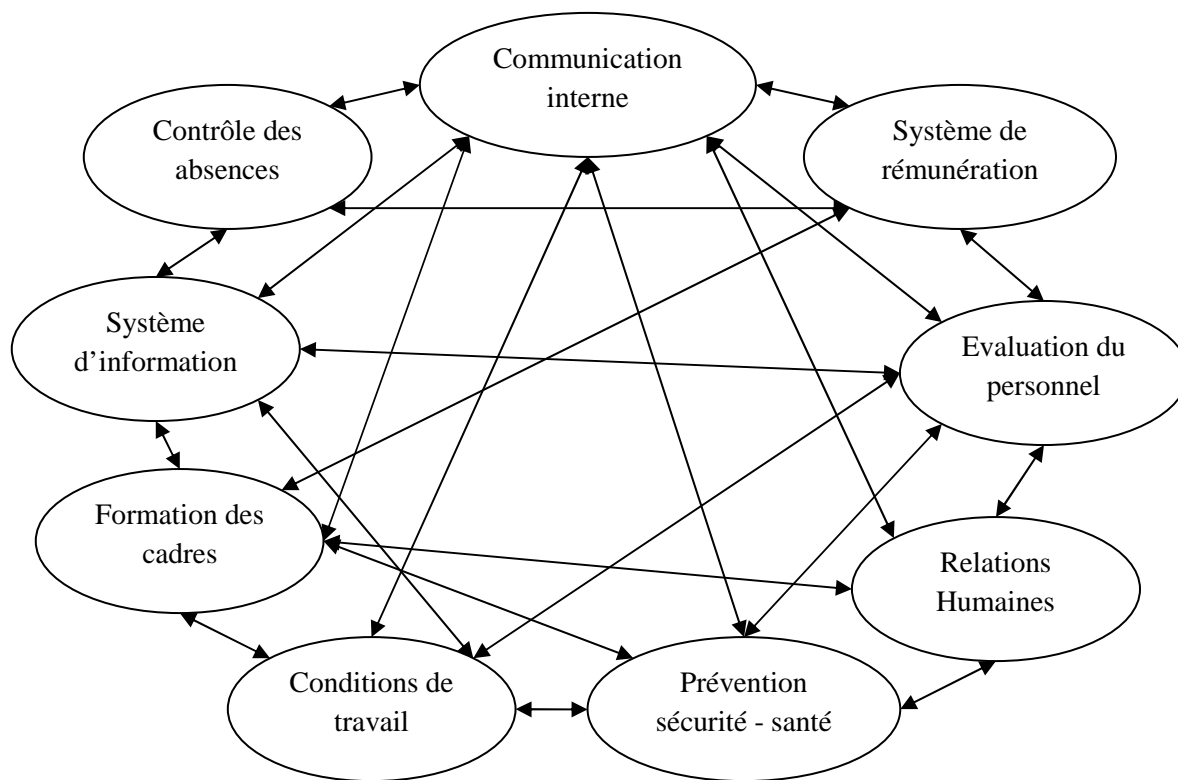 Communication
interne
Contrôle des
absences
Système de
rémunération
Système
d’information
Evaluation du
personnel
Formation des
cadres
Relations
Humaines
Conditions de
travail
Prévention
sécurité - santé